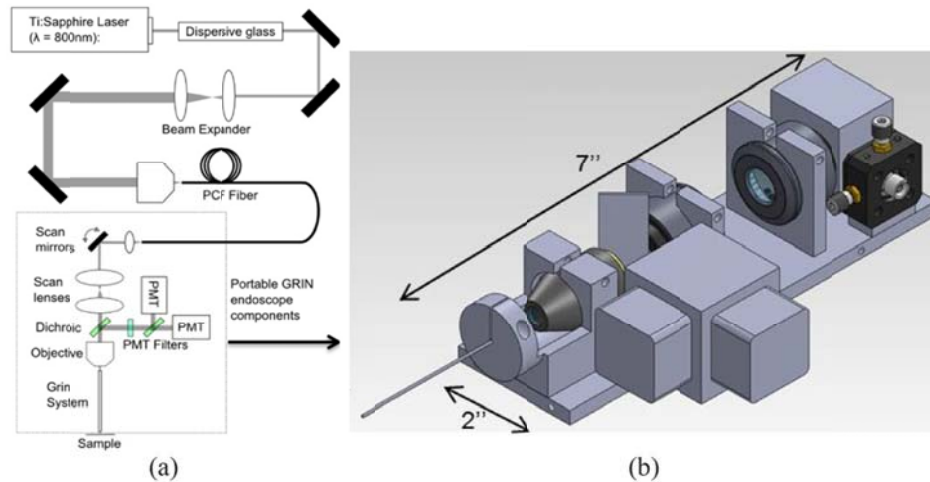 Ti:Sapphire Laser
(λ = 800nm):
Dispersive glass
Beam Expander
PCF Fiber
Scan
mirrors
Scan
lenses
PMT
Dichroic
PMT
PMT Filters
Objective
Grin
System
Sample
Portable GRIN
endoscope
components
7’’
2’’
(a)
(b)